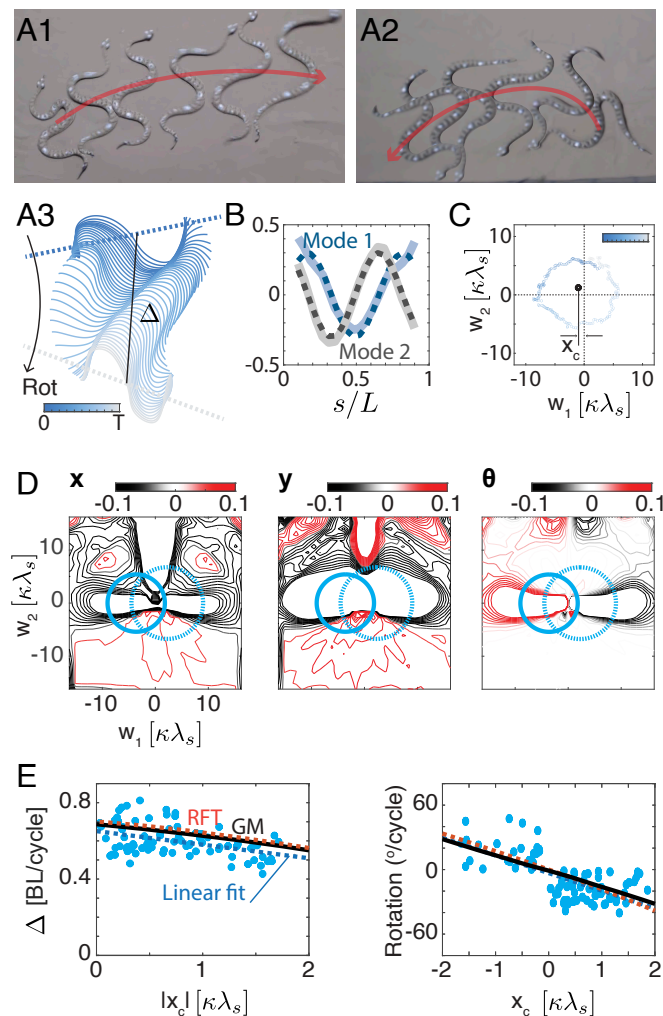 A1
A2
A3
Δ
Rot
0
T
B
0.5
0
-0.5
Mode 1
Mode 2
0
0.5
1
s/L
C
10
0
-10
w₂ [κλₛ]
x_c
-10
0
10
w₁ [κλₛ]
D
x
-0.1
0
0.1
y
-0.1
0
0.1
θ
-0.1
0
0.1
10
0
-10
w₂ [κλₛ]
-10
0
10
w₁ [κλₛ]
E
0.8
0.4
0
Δ [BL/cycle]
RFT
GM
Linear fit
0
1
2
|x_c| [κλₛ]
60
0
-60
Rotation (°/cycle)
-2
-1
0
1
2
x_c [κλₛ]